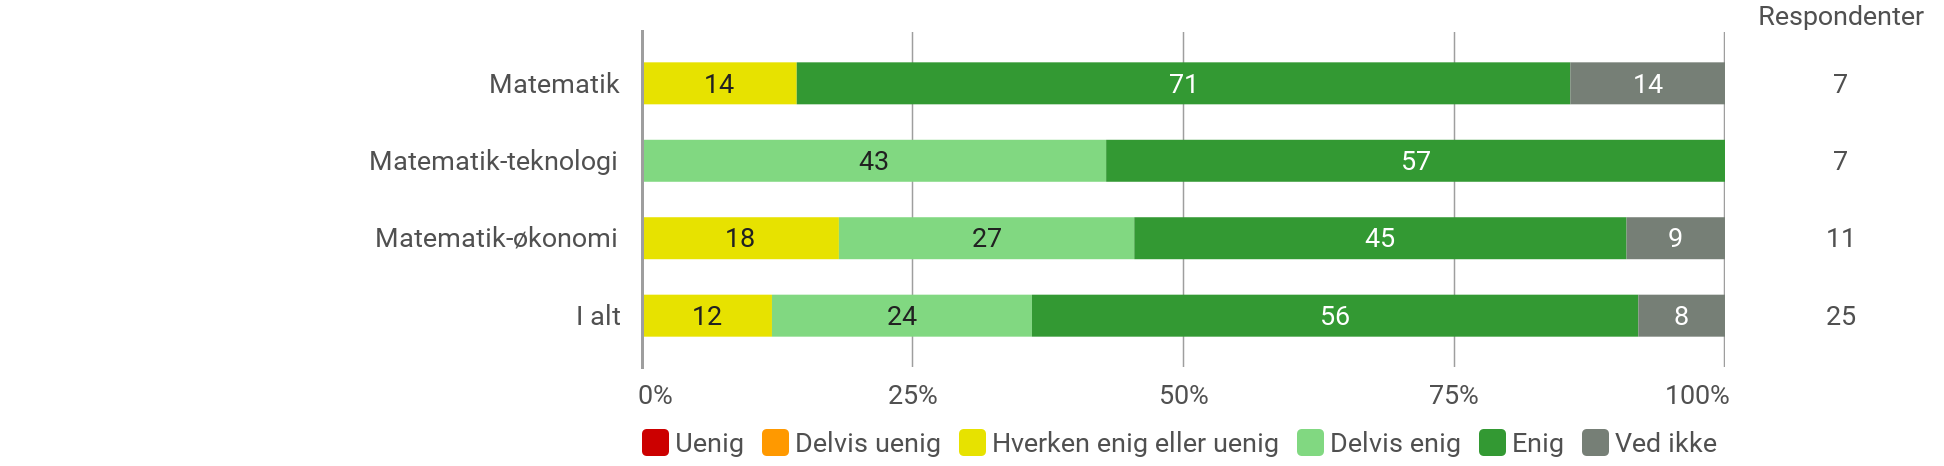 Respondenter
Matematik 14 71 14 7
Matematik-teknologi 43 57 7
Matematik-økonomi 18 27 45 9 11
I alt 12 24 56 8 25
0% 25% 50% 75% 100%
Uenig Delvis uenig Hverken enig eller uenig Delvis enig Enig Ved ikke